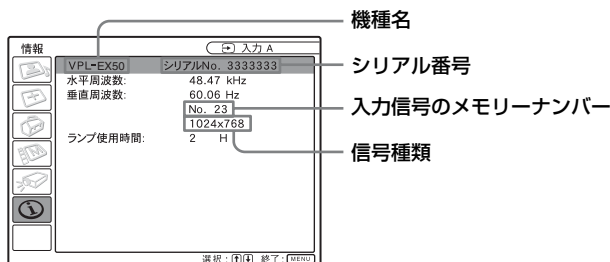 機種名
情報
入力 A
VPL-EX50 シリアルNo. 3333333
シリアル番号
水平周波数: 48.47 kHz
垂直周波数: 60.06 Hz
No. 23
入力信号のメモリーナンバー
1024x768
ランプ使用時間: 2 H
信号種類
選択: 終了: MENU